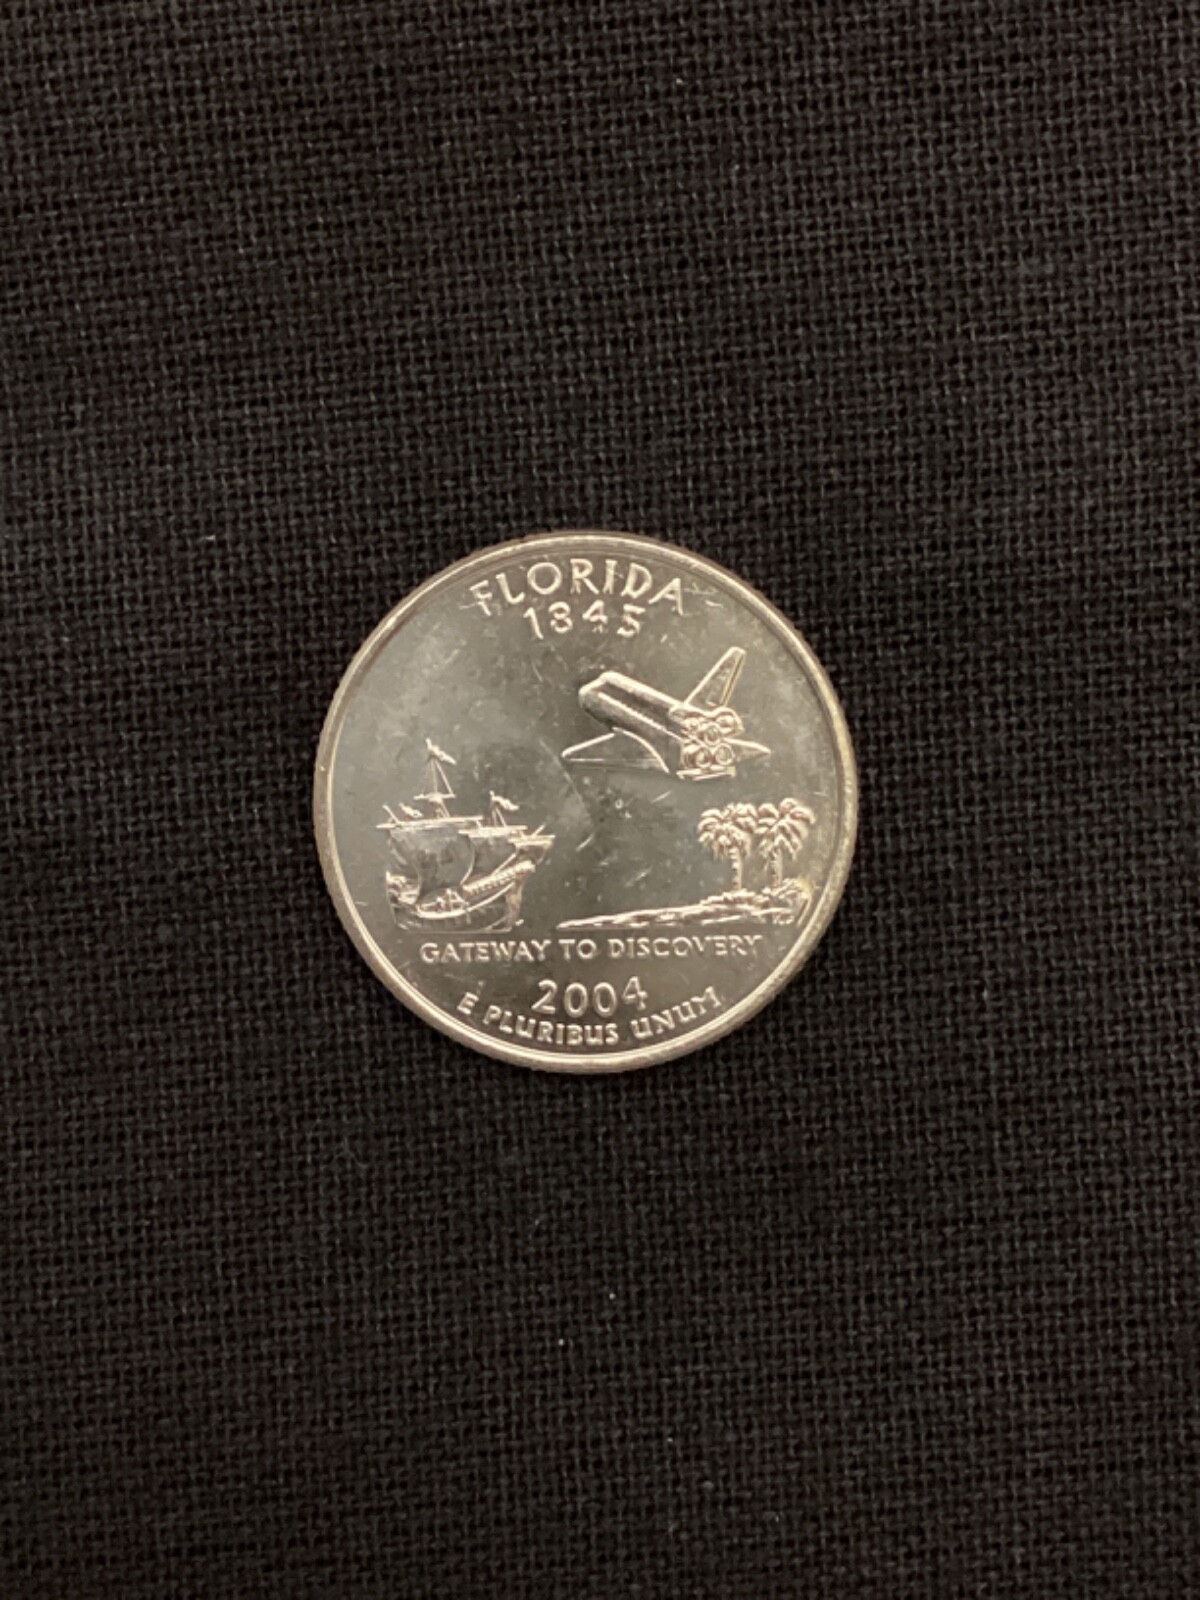 FLORIDA
1845
GATEWAY TO DISCOVERY
2004
E PLURIBUS UNUM